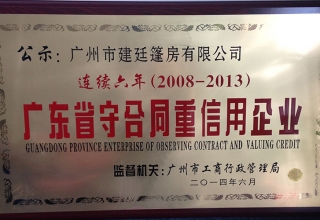 公示：广州市建廷篷房有限公司
连续六年（2008-2013）
广东省守合同重信用企业
GUANGDONG PROVINCE ENTERPRISE OF OBSERVING CONTRACT AND VALUING CREDIT
监督机关：广州市工商行政管理局
二〇一四年六月